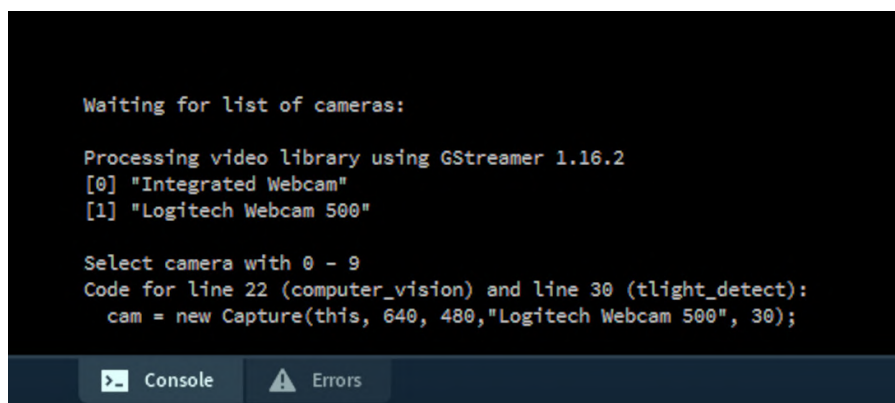 Waiting for list of cameras:
Processing video library using GStreamer 1.16.2
[0] "Integrated Webcam"
[1] "Logitech Webcam 500"
Select camera with 0 – 9
Code for line 22 (computer_vision) and line 30 (tlight_detect):
cam = new Capture(this, 640, 480,"Logitech Webcam 500", 30);
Console
Errors